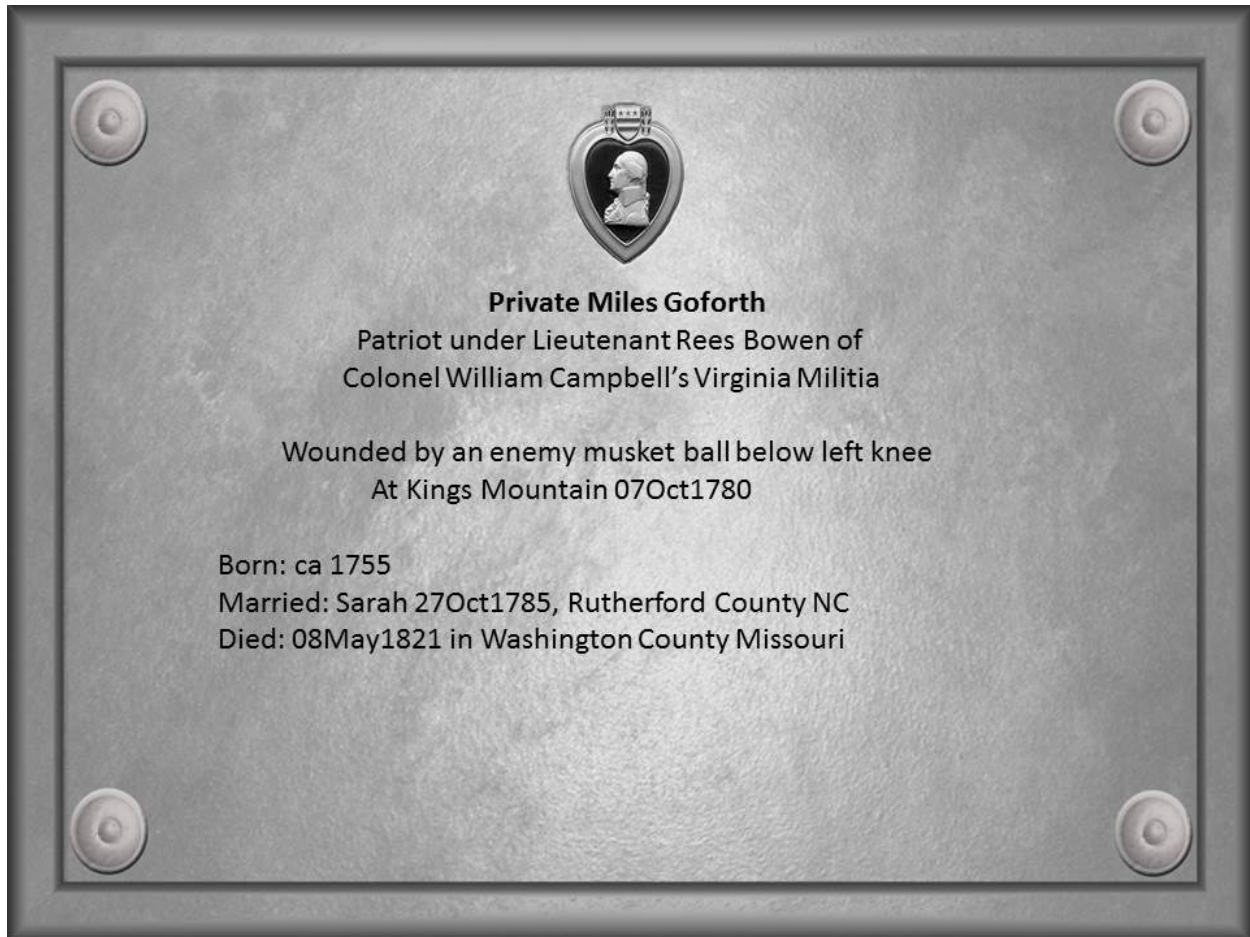 Private Miles Goforth
Patriot under Lieutenant Rees Bowen of
Colonel William Campbell’s Virginia Militia
Wounded by an enemy musket ball below left knee
At Kings Mountain 07Oct1780
Born: ca 1755
Married: Sarah 27Oct1785, Rutherford County NC
Died: 08May1821 in Washington County Missouri